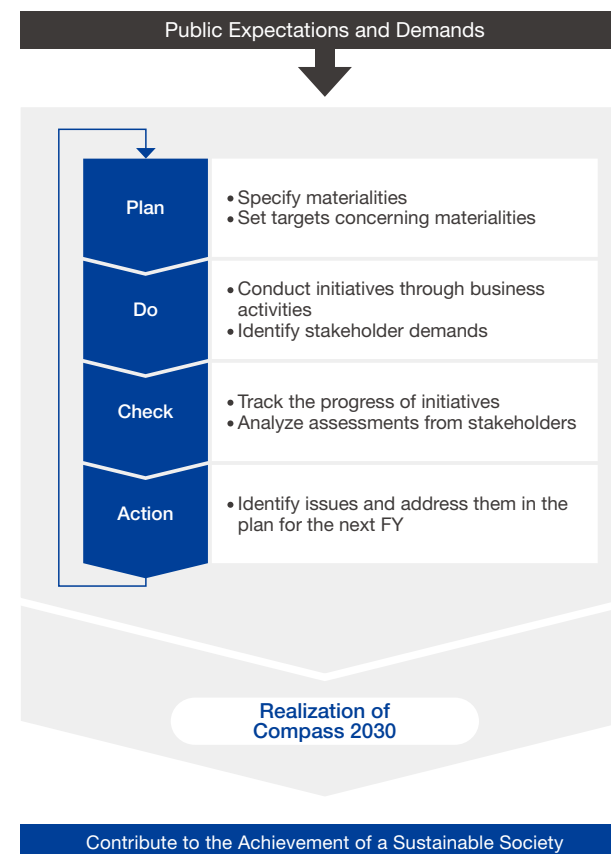 Public Expectations and Demands
Plan
• Specify materialities
• Set targets concerning materialities
Do
• Conduct initiatives through business
activities
• Identify stakeholder demands
Check
• Track the progress of initiatives
• Analyze assessments from stakeholders
Action
• Identify issues and address them in the
plan for the next FY
Realization of
Compass 2030
Contribute to the Achievement of a Sustainable Society